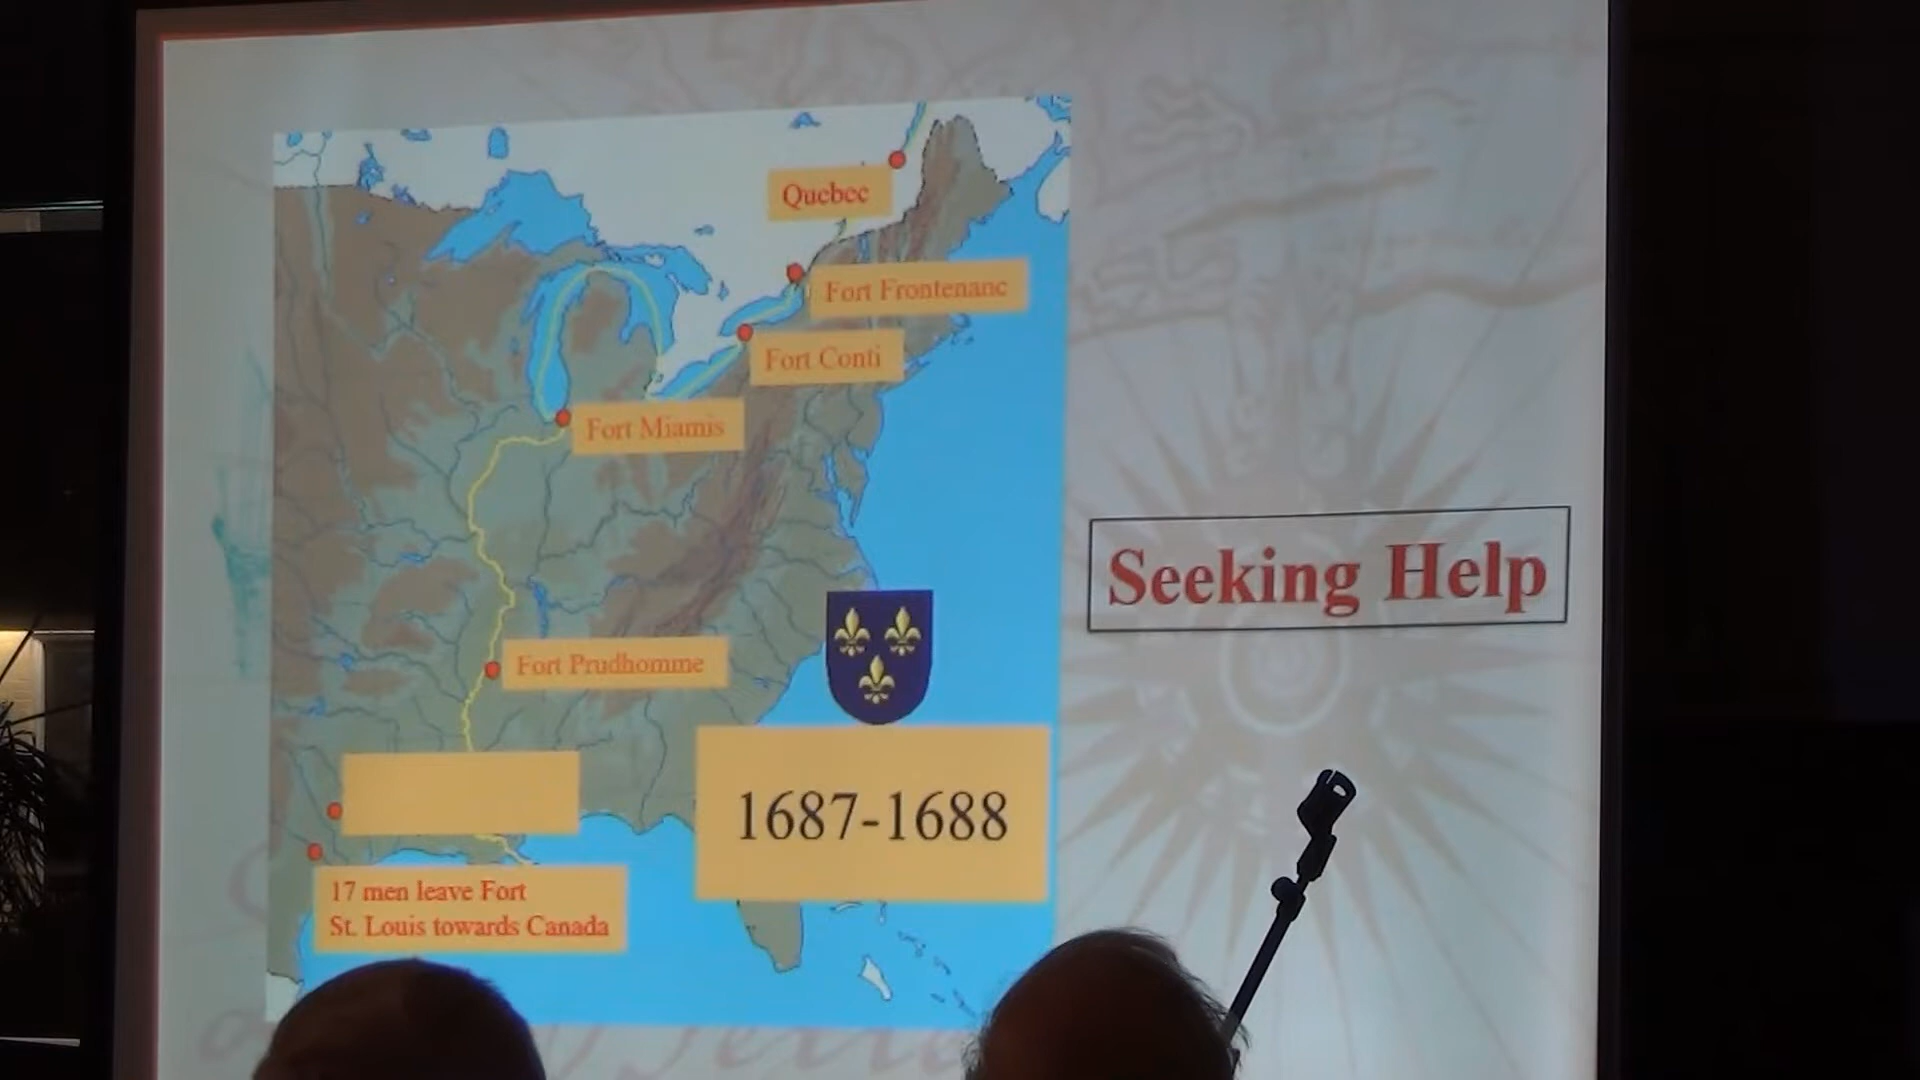 Quebec
Fort Frontenanc
Fort Conti
Fort Miamis
Seeking Help
Fort Prudhomme
1687-1688
17 men leave Fort
St. Louis towards Canada